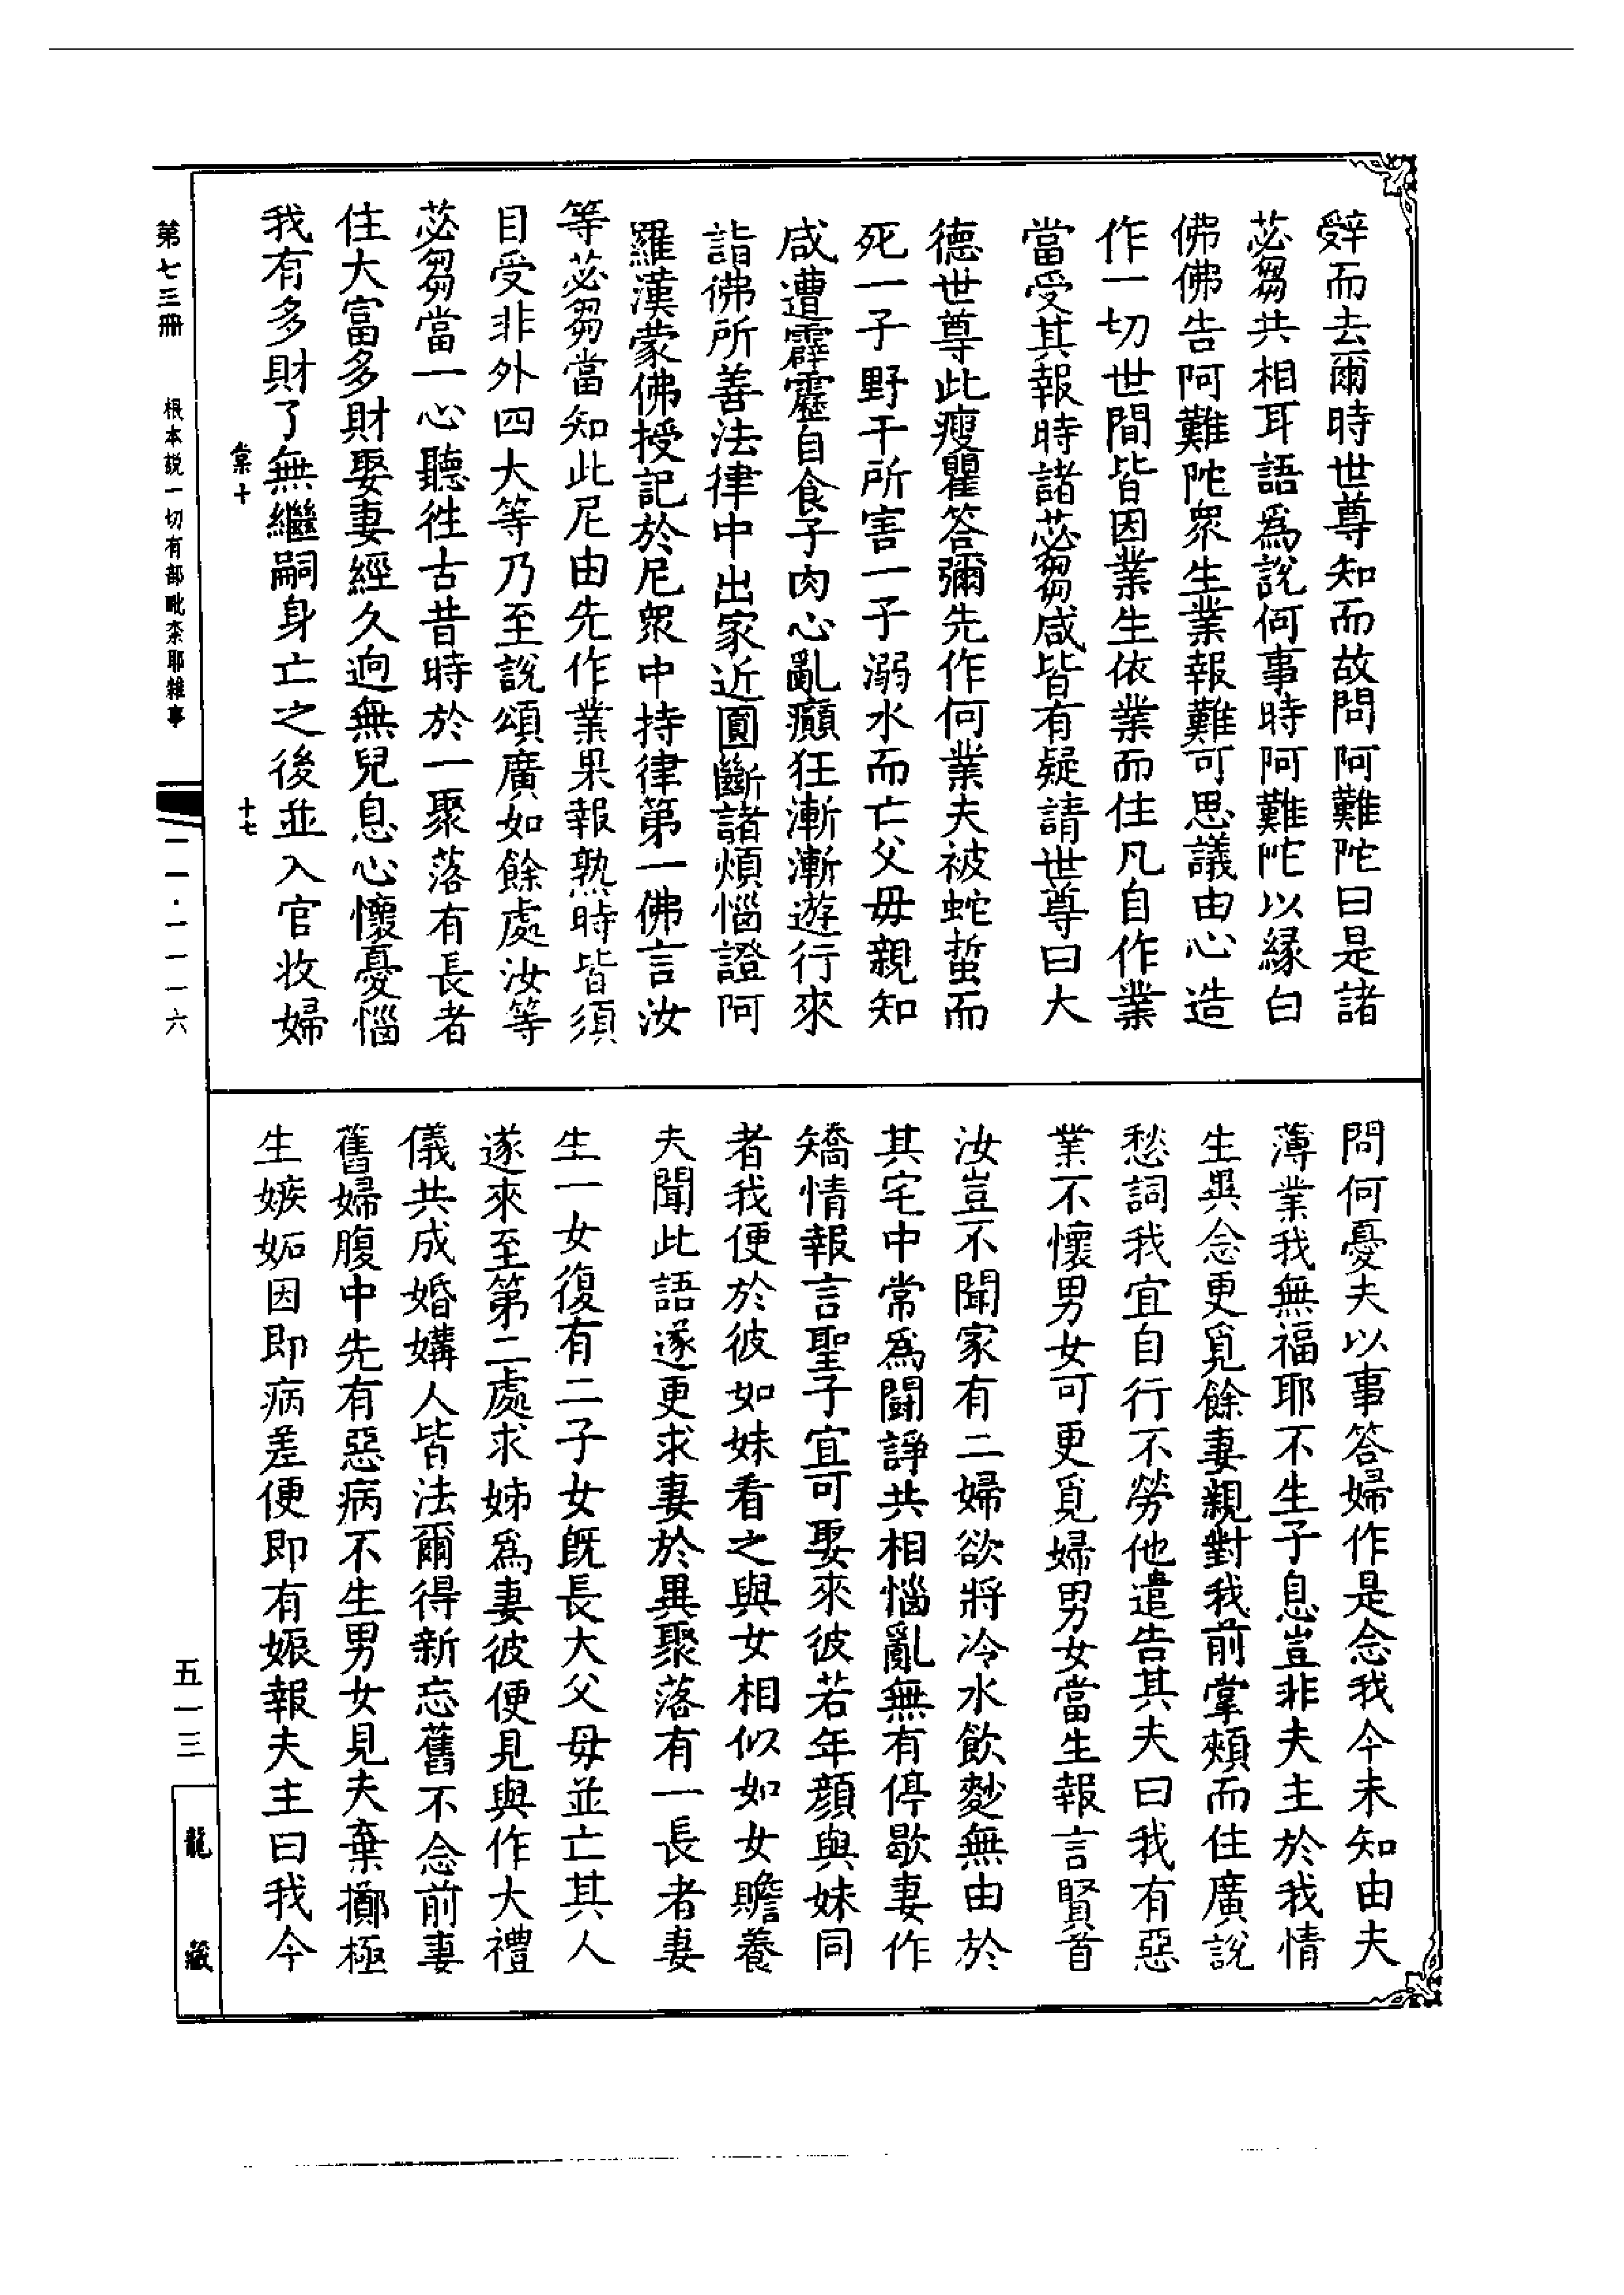 辤而去爾時世尊知而故問阿難陀曰是諸
苾芻共相耳語爲說何事時阿難陀以緣白
佛佛告阿難陀衆生業報難可思議由心造
作一切世間皆因業生依業而住凡自作業
當受其報時諸苾芻咸皆有疑請世尊曰大
德世尊此瘦瞿答彌先作何業夫被蛇蜇而
死一子野干所害一子溺水而亡父母親知
咸遭霹靂自食子肉心亂癲狂漸漸遊行來
詣佛所善法律中出家近圓斷諸煩惱證阿
羅漢蒙佛授記於尼衆中持律第一佛言汝
等苾芻當知此尼由先作業果報熟時皆須
目受非外四大等乃至說頌廣如餘處汝等
苾芻當一心聽徃古昔時於一聚落有長者
住大富多財娶妻經久逈無兒息心懷憂惱
我有多財了無繼嗣身亡之後並入官收婦
棠十
十七
問何憂夫以事答婦作是念我今未知由夫
薄業我無福耶不生子息豈非夫主於我情
生異念更覓餘妻親對我前掌頰而住廣說
愁詞我宜自行不勞他遣告其夫曰我有惡
業不懷男女可更覓婦男女當生報言賢首
汝豈不聞家有二婦欲將冷水飲麨無由於
其宅中常爲鬪諍共相惱亂無有停歇妻作
矯情報言聖子宜可娶來彼若年顏與妹同
者我便於彼如妹看之與女相似如女贍養
夫聞此語遂更求妻於異聚落有一長者妻
生一女復有二子女旣長大父母並亡其人
遂來至第二處求姊爲妻彼便見與作大禮
儀共成婚媾人皆法爾得新忘舊不念前妻
舊婦腹中先有惡病不生男女見夫棄擲極
生嫉妬因即病差便即有娠報夫主曰我今
第七三冊
根本說一切有部毗柰耶雜事
一一·一一一六
五一三
龍藏